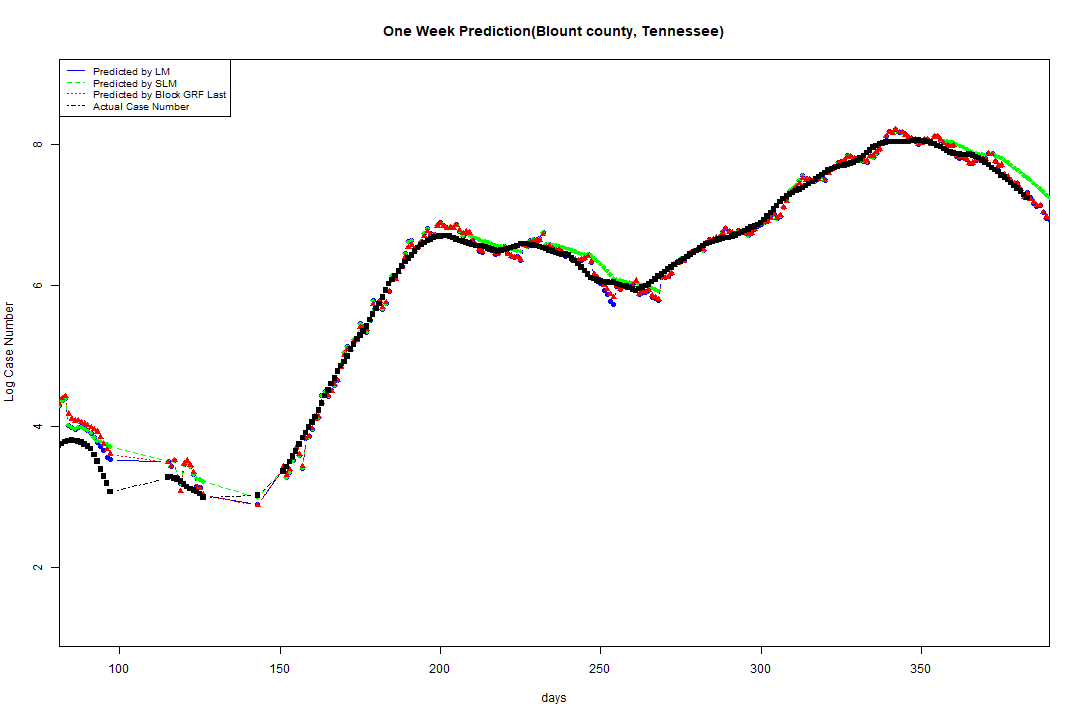 One Week Prediction(Blount county, Tennessee)
Predicted by LM
Predicted by SLM
Predicted by Block GRF Last
Actual Case Number
8
6
4
2
Log Case Number
100 150 200 250 300 350
days